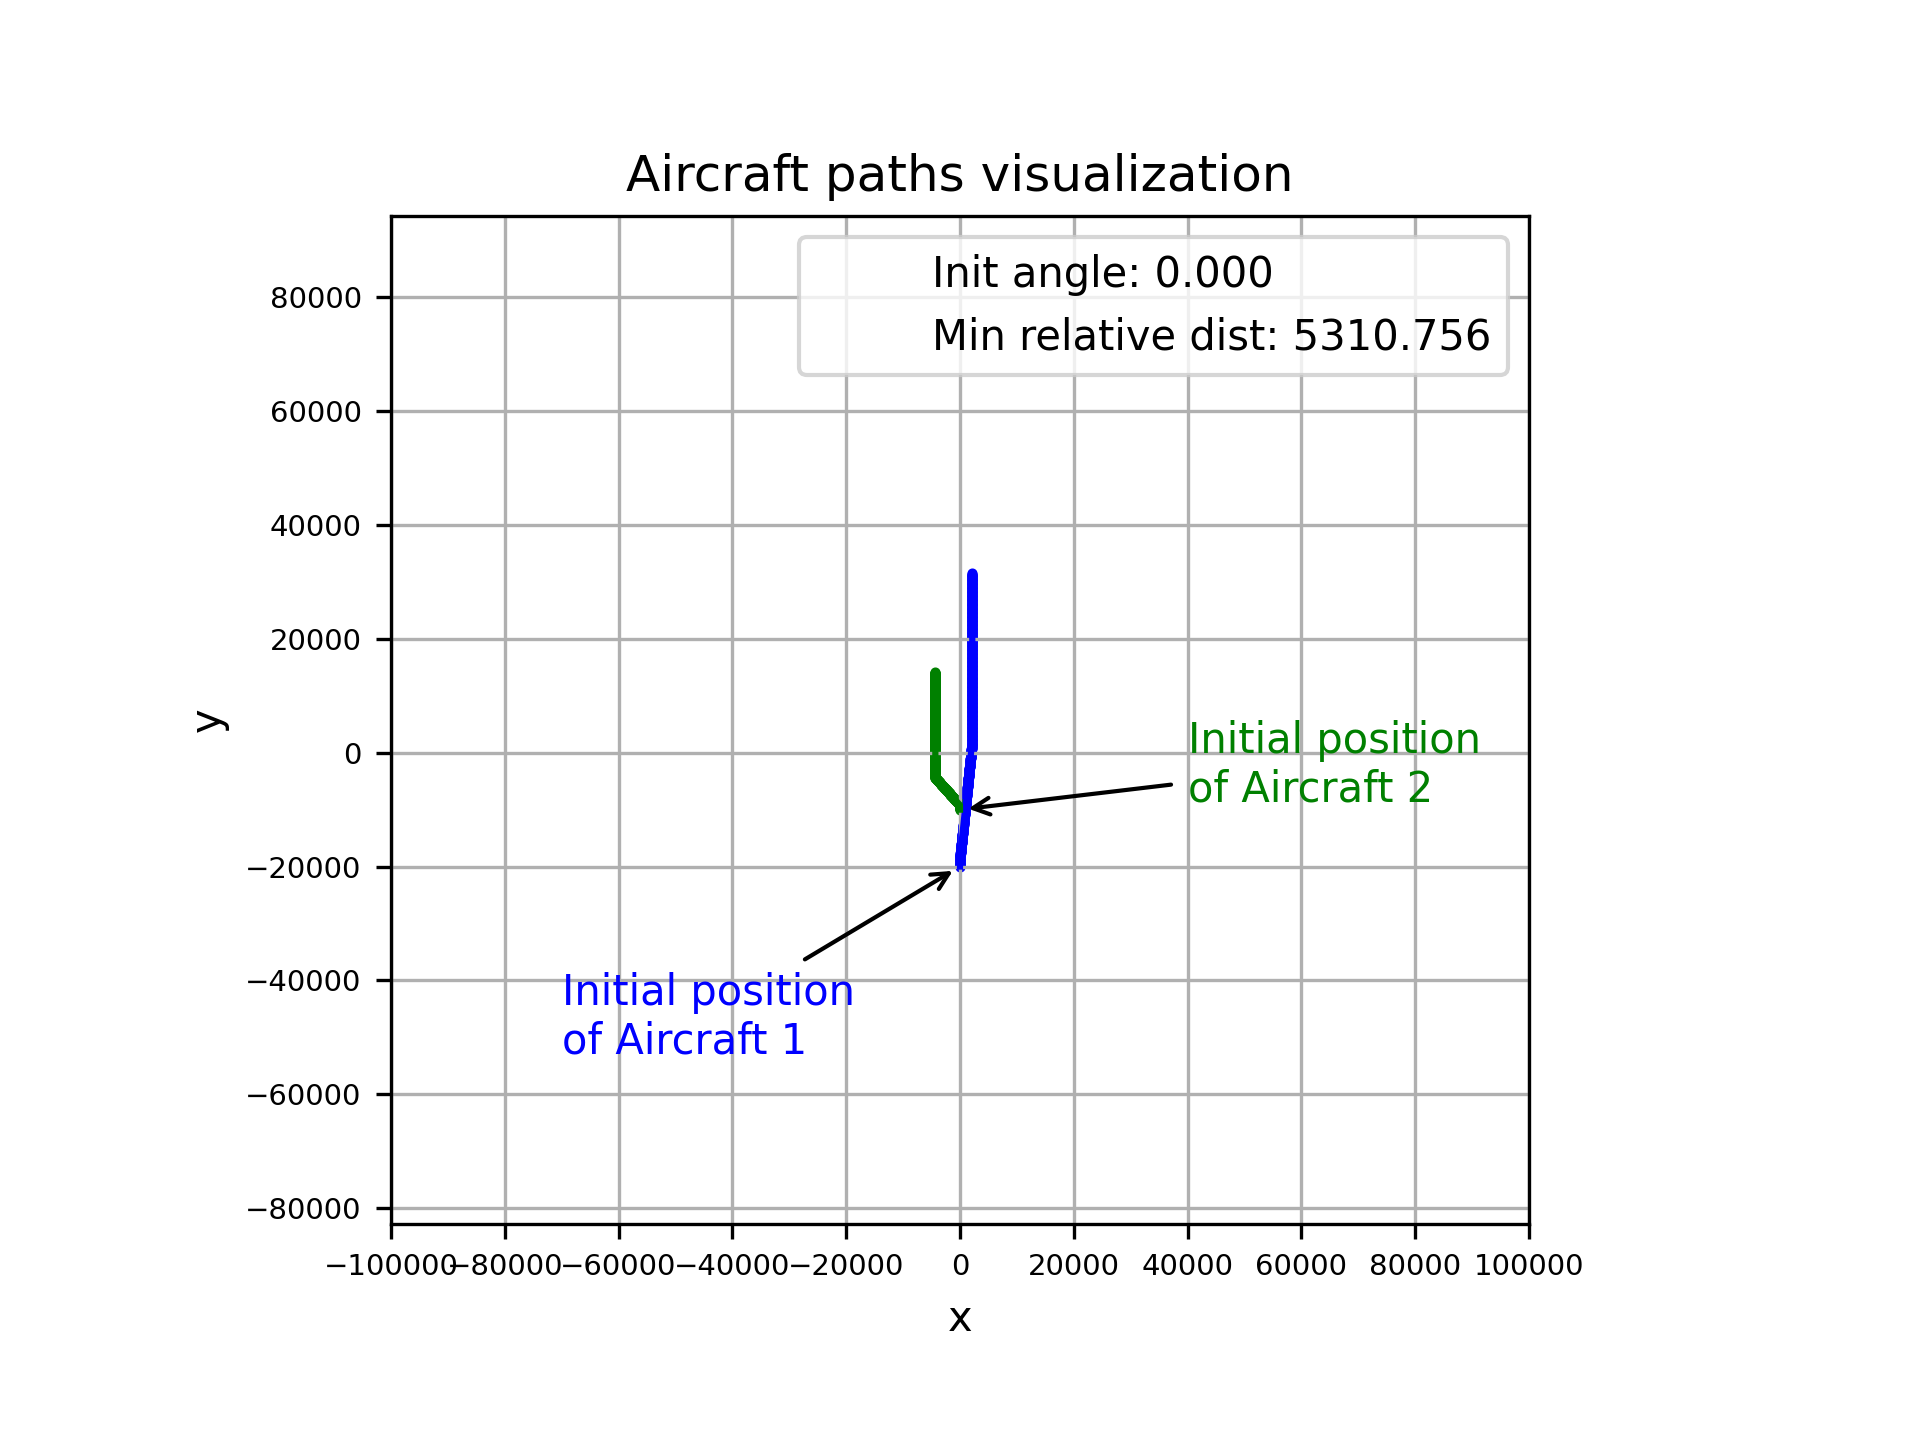 Aircraft paths visualization
Init angle: 0.000
Min relative dist: 5310.756
80000
60000
40000
20000
0
−20000
−40000
−60000
−80000
y
Initial position
of Aircraft 2
Initial position
of Aircraft 1
−100000 −80000 −60000 −40000 −20000 0 20000 40000 60000 80000 100000
x